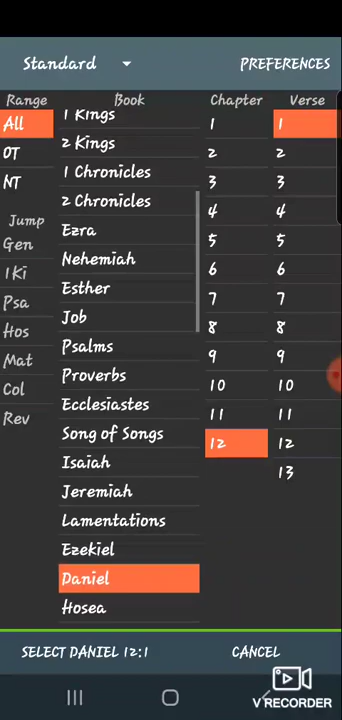 Standard
PREFERENCES
Range
Book
Chapter
Verse
All
OT
NT
Jump
Gen
1Ki
Psa
Hos
Mat
Col
Rev
1 Kings
2 Kings
1 Chronicles
2 Chronicles
Ezra
Nehemiah
Esther
Job
Psalms
Proverbs
Ecclesiastes
Song of Songs
Isaiah
Jeremiah
Lamentations
Ezekiel
Daniel
Hosea
1
2
3
4
5
6
7
8
9
10
11
12
1
2
3
4
5
6
7
8
9
10
11
12
13
SELECT DANIEL 12:1
CANCEL
V RECORDER